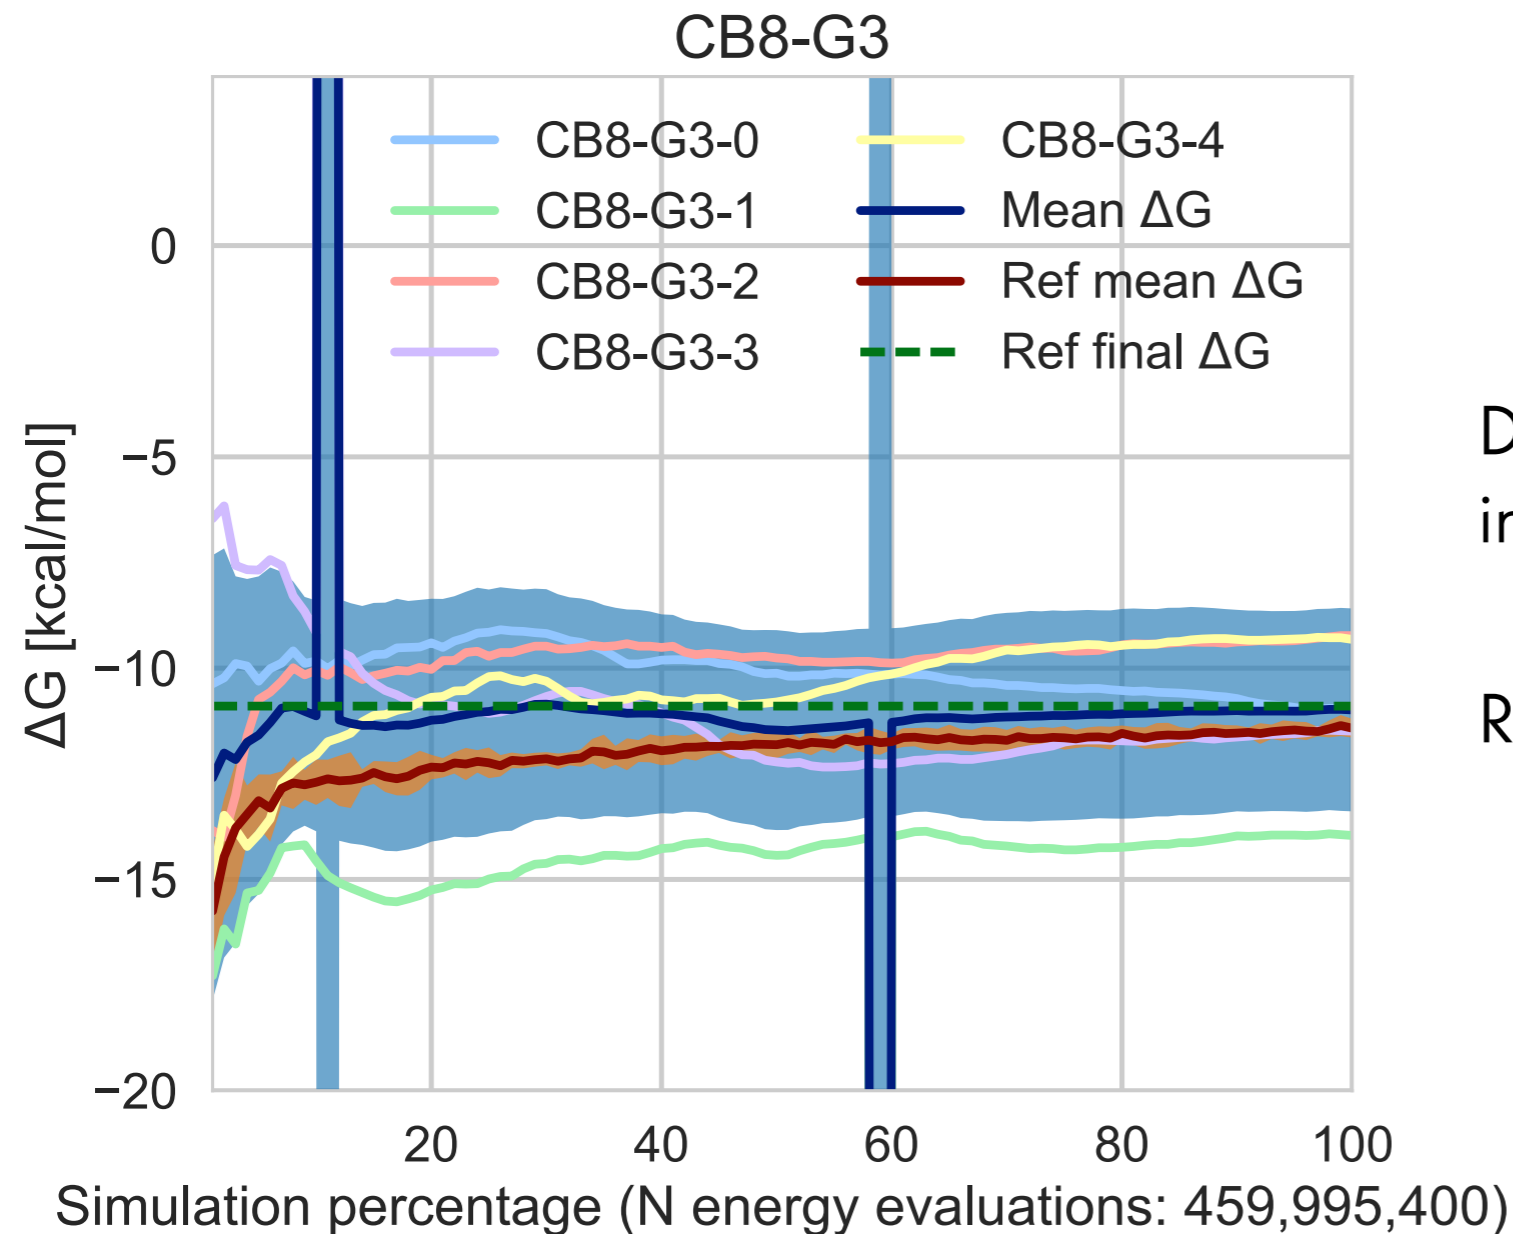 CB8-G3
CB8-G3-0
CB8-G3-1
CB8-G3-2
CB8-G3-3
CB8-G3-4
Mean ΔG
Ref mean ΔG
Ref final ΔG
ΔG [kcal/mol]
0
−5
−10
−15
−20
20
40
60
80
100
Simulation percentage (N energy evaluations: 459,995,400)